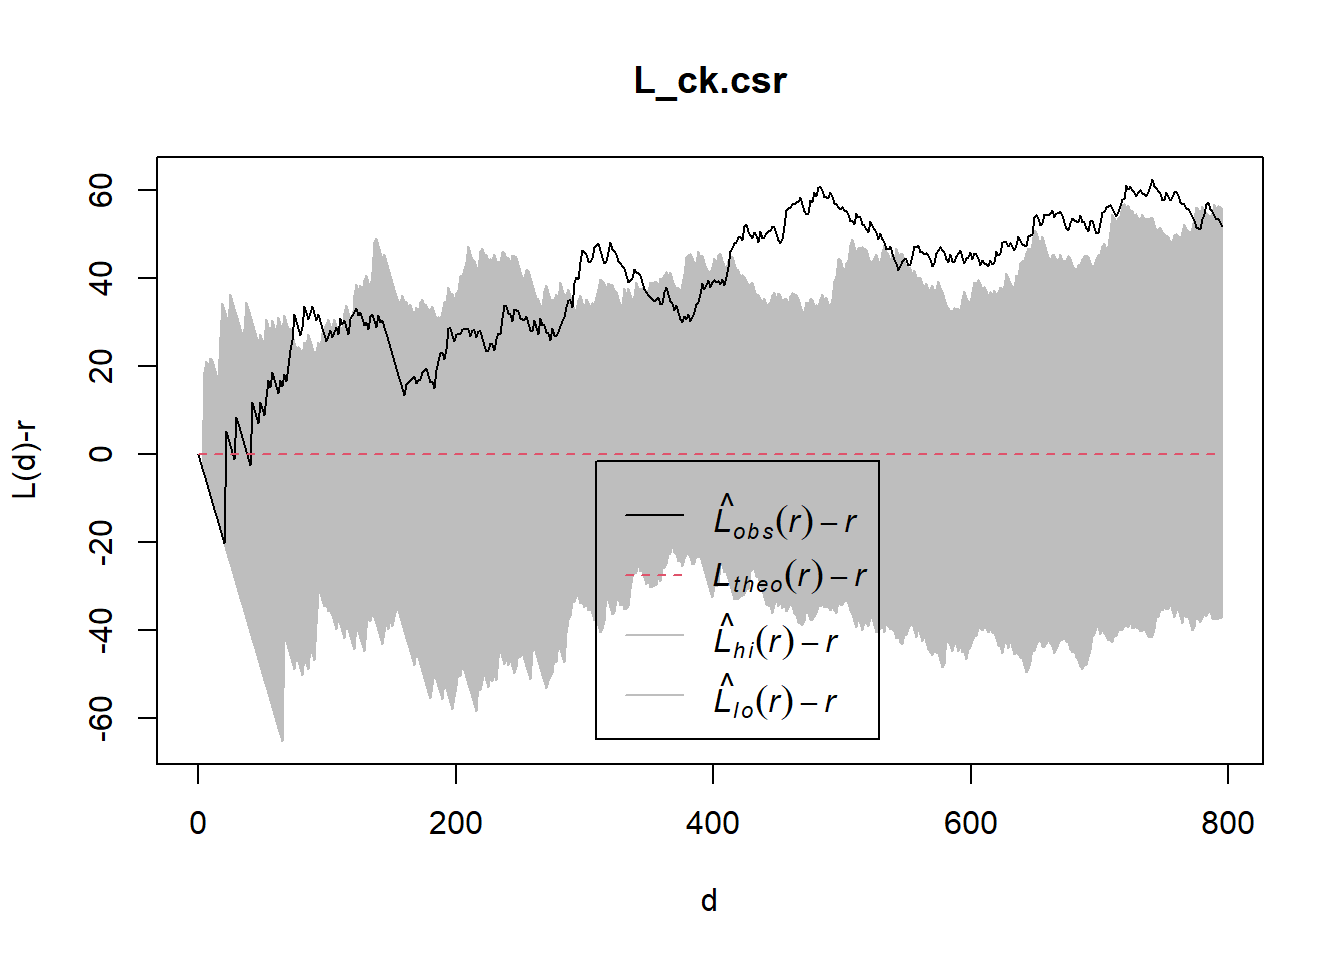 L_ck.csr
L(d)-r
60
40
20
0
-20
-40
-60
L̂obs(r) – r
Ltheo(r) – r
L̂hi(r) – r
L̂lo(r) – r
0 200 400 600 800
d